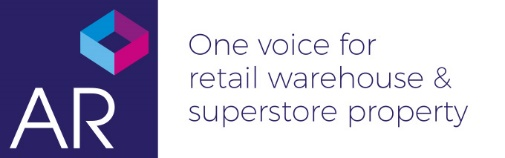 AR
One voice for
retail warehouse &
superstore property